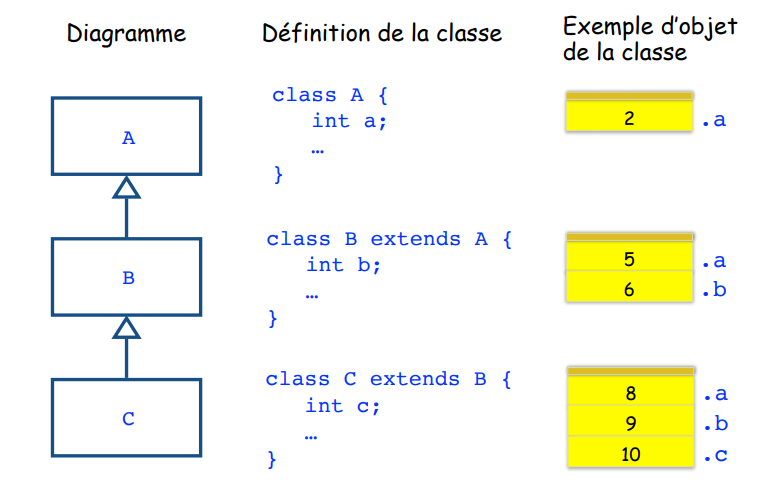 Diagramme
Définition de la classe
Exemple d’objet
de la classe
A
class A {
int a;
…
}
2 .a
B
class B extends A {
int b;
…
}
5 .a
6 .b
C
class C extends B {
int c;
…
}
8 .a
9 .b
10 .c